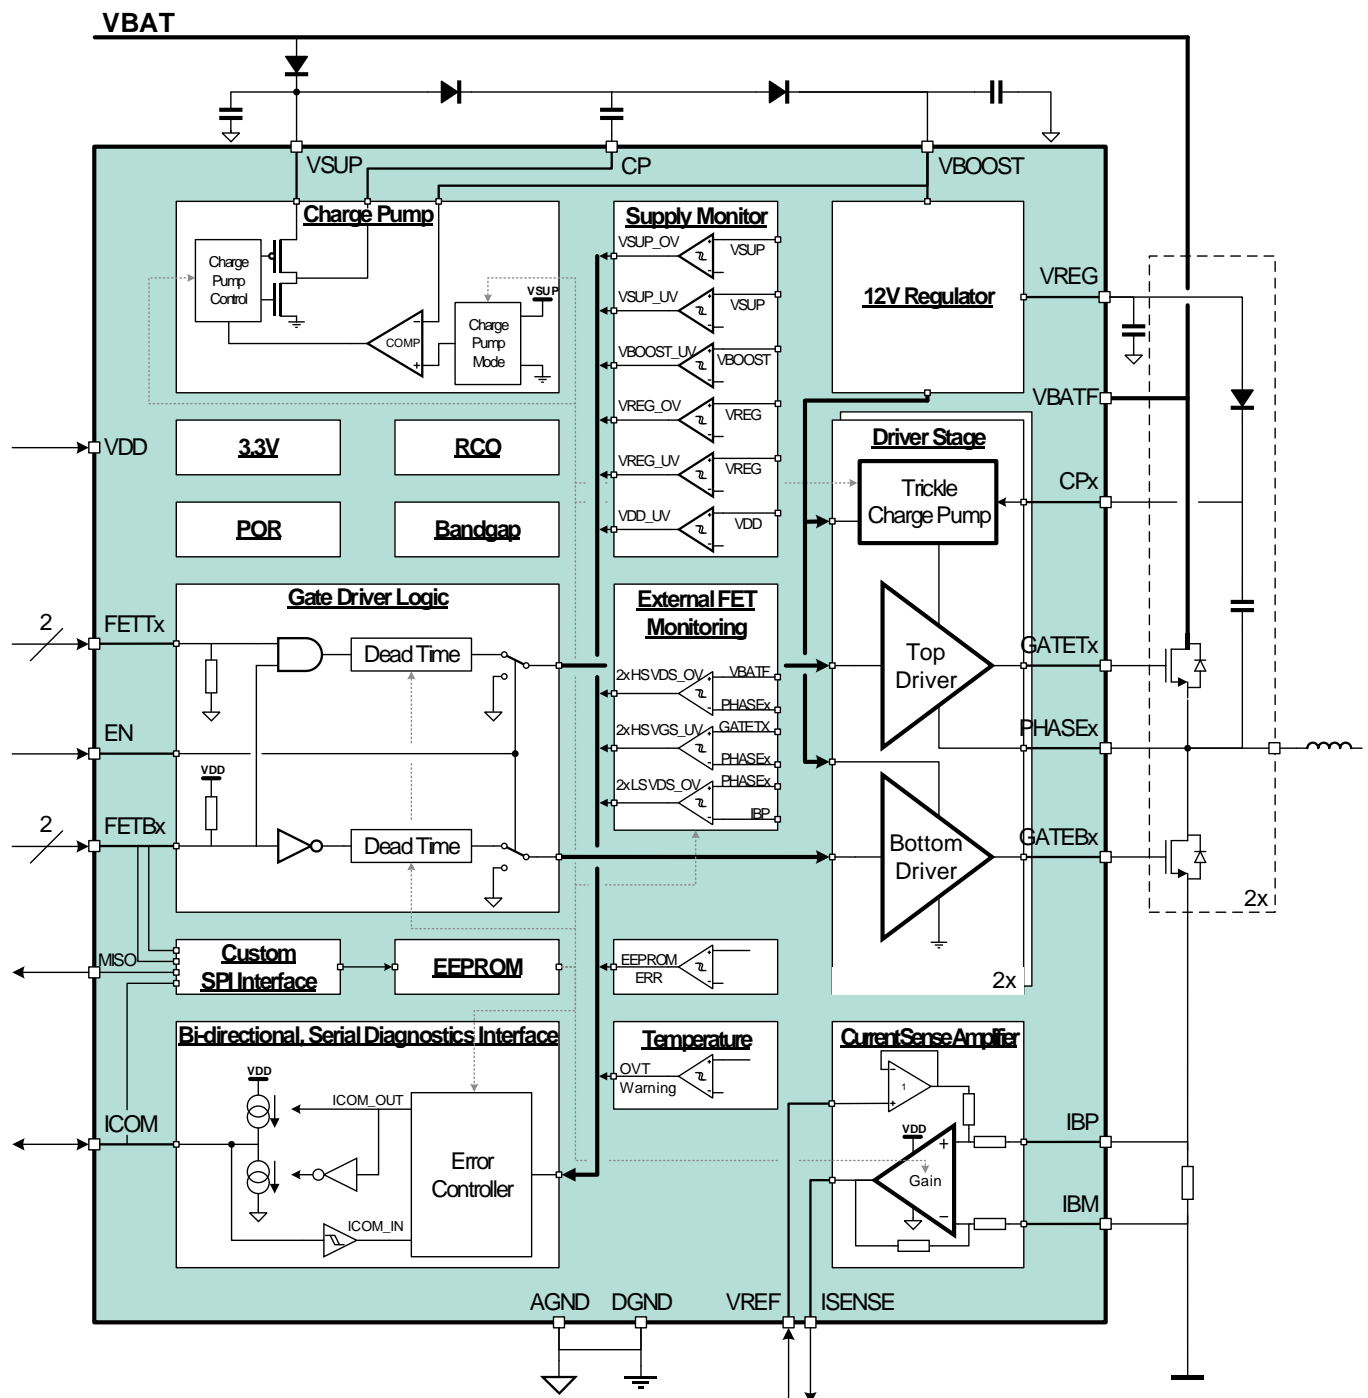 VBAT
VSUP
CP
VBOOST
Charge Pump
Charge
Pump
Control
COMP
Charge
Pump
Mode
VSUP
Supply Monitor
VSUP_OV
VSUP
VSUP_UV
VSUP
VBOOST_UV
VBOOST
VREG_OV
VREG
VREG_UV
VREG
VDD_UV
VDD
12V Regulator
VREG
VBATF
VDD
3.3V
RCO
POR
Bandgap
Driver Stage
Trickle
Charge Pump
CPx
Gate Driver Logic
2
FETTx
Dead Time
EN
VDD
2
FETBx
Dead Time
External FET
Monitoring
2xHSVDS_OV
VBATF
PHASEx
2xHSVGS_UV
GATETX
PHASEx
2xLSVDS_OV
PHASEx
IBP
Top
Driver
GATETx
PHASEx
Bottom
Driver
GATEBx
2x
2x
MISO
Custom
SPI Interface
EEPROM
EEPROM
ERR
Bi-directional, Serial Diagnostics Interface
VDD
ICOM_OUT
ICOM
ICOM_IN
Error
Controller
Temperature
OVT
Warning
Current Sense Amplifier
1
VDD
Gain
IBP
IBM
AGND
DGND
VREF
ISENSE